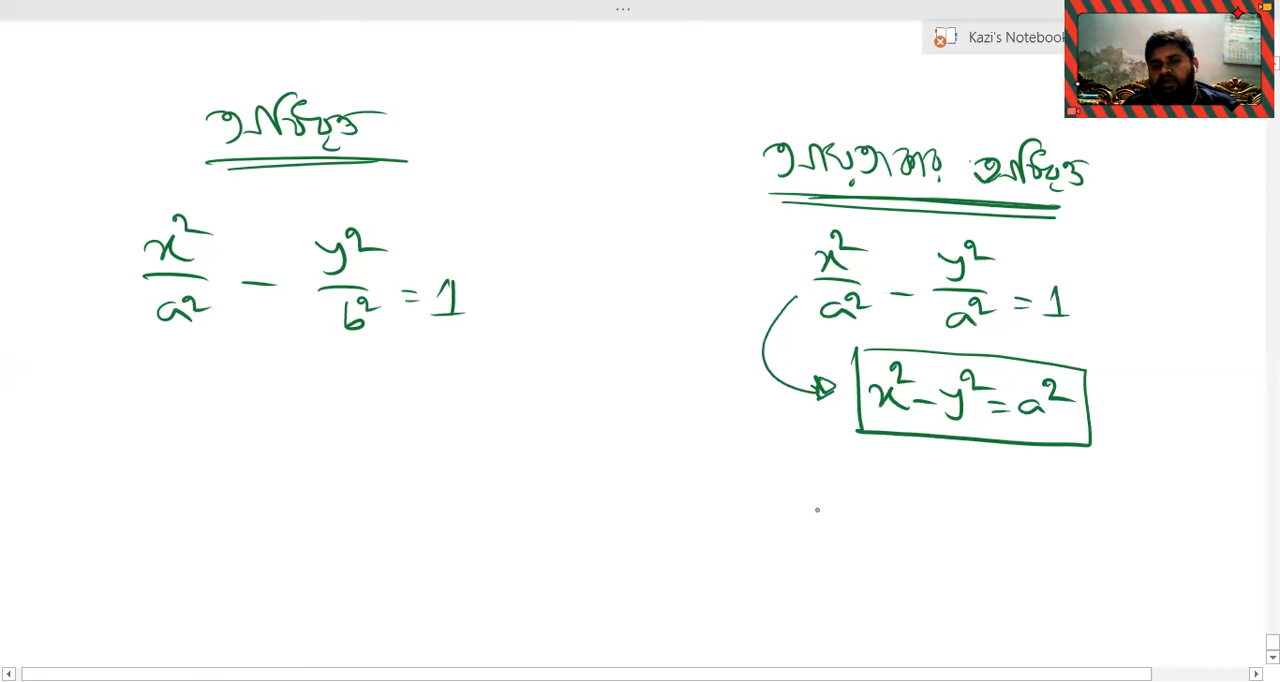 Kazi's Notebook
অধিবৃত্ত
x²/a² − y²/b² = 1
আয়তাকার অধিবৃত্ত
x²/a² − y²/a² = 1
x² − y² = a²